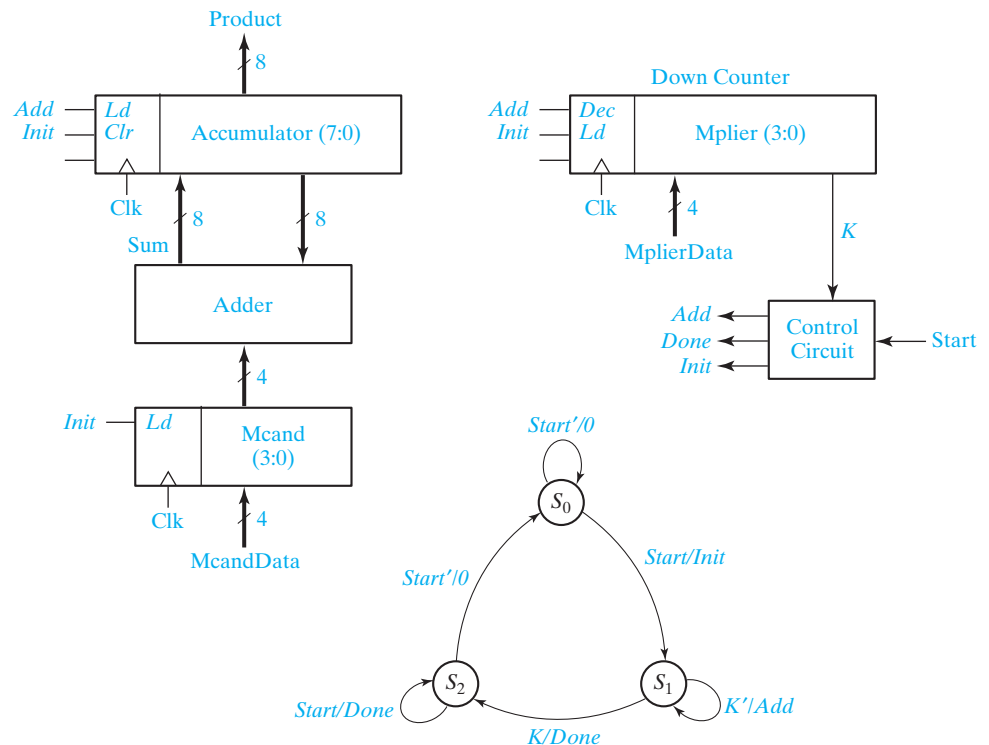 Product
8
Add
Ld
Init
Clr
Accumulator (7:0)
Clk
8
8
Sum
Adder
4
Init
Ld
Mcand
(3:0)
Clk
4
McandData
Down Counter
Add
Dec
Init
Ld
Mplier (3:0)
Clk
4
MplierData
K
Add
Done
Init
Control
Circuit
Start
Start′/0
S0
Start′/0
Start/Init
S2
S1
Start/Done
K′/Add
K/Done